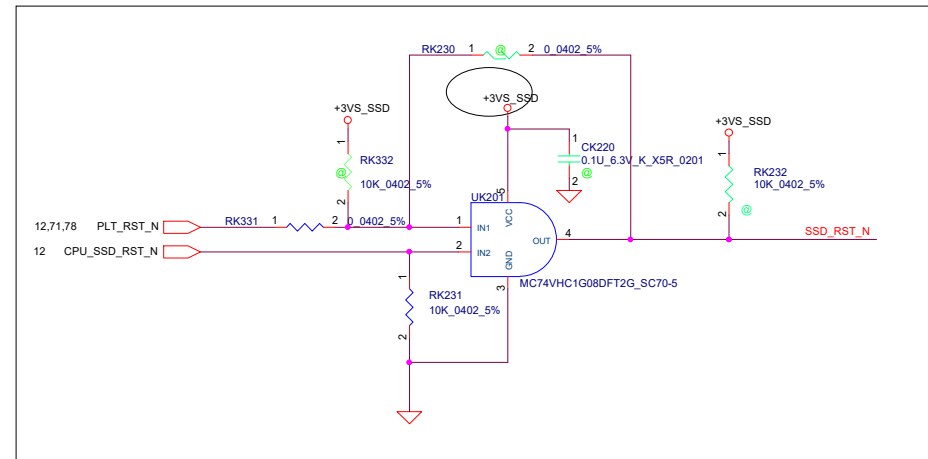 RK230 1 @ 2 0_0402_5%
+3VS_SSD
+3VS_SSD
1
RK332
@
10K_0402_5%
2
1
CK220
0.1U_6.3V_K_X5R_0201
2
@
+3VS_SSD
1
RK232
10K_0402_5%
2
@
UK201
5
VCC
12,71,78 PLT_RST_N
RK331 1 2 0_0402_5%
1 IN1
12 CPU_SSD_RST_N
2 IN2
OUT 4
GND
3
SSD_RST_N
MC74VHC1G08DFT2G_SC70-5
1
RK231
10K_0402_5%
2